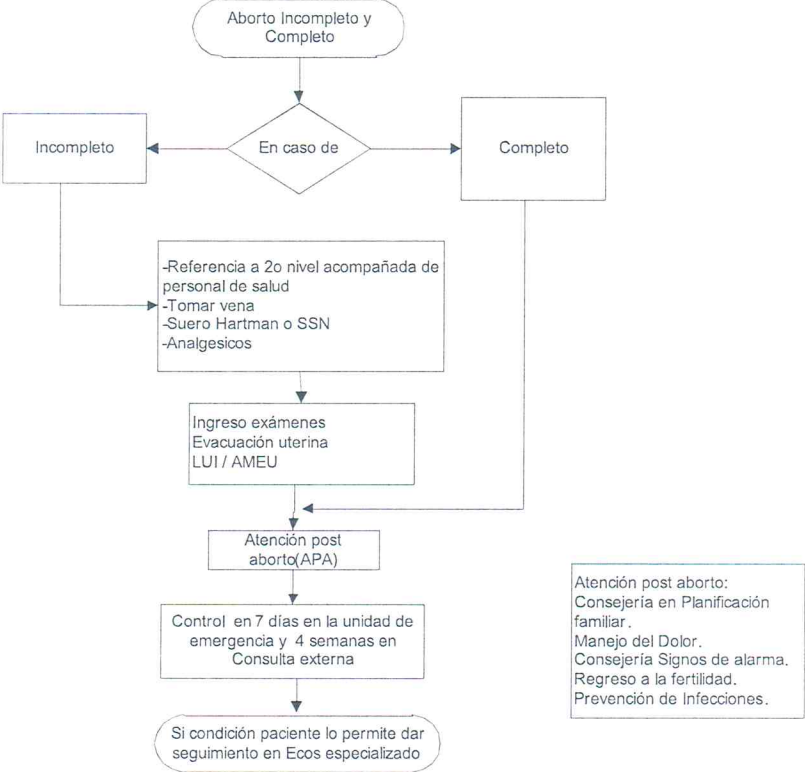 Aborto Incompleto y
Completo
Incompleto
En caso de
Completo
-Referencia a 2o nivel acompañada de
personal de salud
-Tomar vena
-Suero Hartman o SSN
-Analgesicos
Ingreso exámenes
Evacuación uterina
LUI / AMEU
Atención post
aborto(APA)
Control en 7 días en la unidad de
emergencia y 4 semanas en
Consulta externa
Si condición paciente lo permite dar
seguimiento en Ecos especializado
Atención post aborto:
Consejería en Planificación
familiar.
Manejo del Dolor.
Consejería Signos de alarma.
Regreso a la fertilidad.
Prevención de Infecciones.